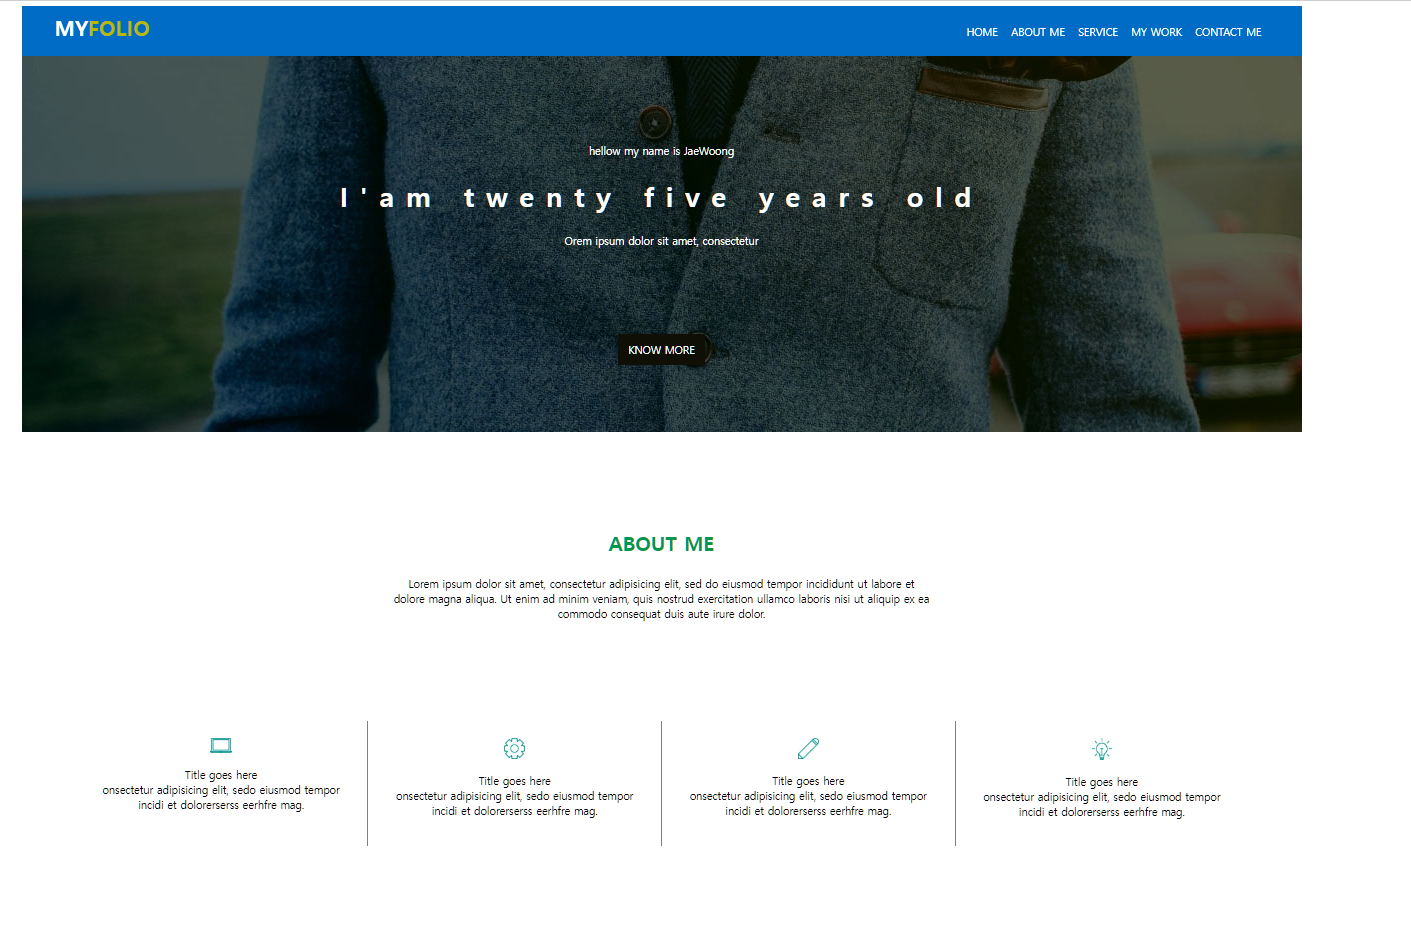 MYFOLIO
HOME ABOUT ME SERVICE MY WORK CONTACT ME
hellow my name is JaeWoong
I'am twenty five years old
Orem ipsum dolor sit amet, consectetur
KNOW MORE
ABOUT ME
Lorem ipsum dolor sit amet, consectetur adipisicing elit, sed do eiusmod tempor incididunt ut labore et
dolore magna aliqua. Ut enim ad minim veniam, quis nostrud exercitation ullamco laboris nisi ut aliquip ex ea
commodo consequat duis aute irure dolor.
Title goes here
onsectetur adipisicing elit, sedo eiusmod tempor
incidi et dolorerserss eerhfre mag.
Title goes here
onsectetur adipisicing elit, sedo eiusmod tempor
incidi et dolorerserss eerhfre mag.
Title goes here
onsectetur adipisicing elit, sedo eiusmod tempor
incidi et dolorerserss eerhfre mag.
Title goes here
onsectetur adipisicing elit, sedo eiusmod tempor
incidi et dolorerserss eerhfre mag.